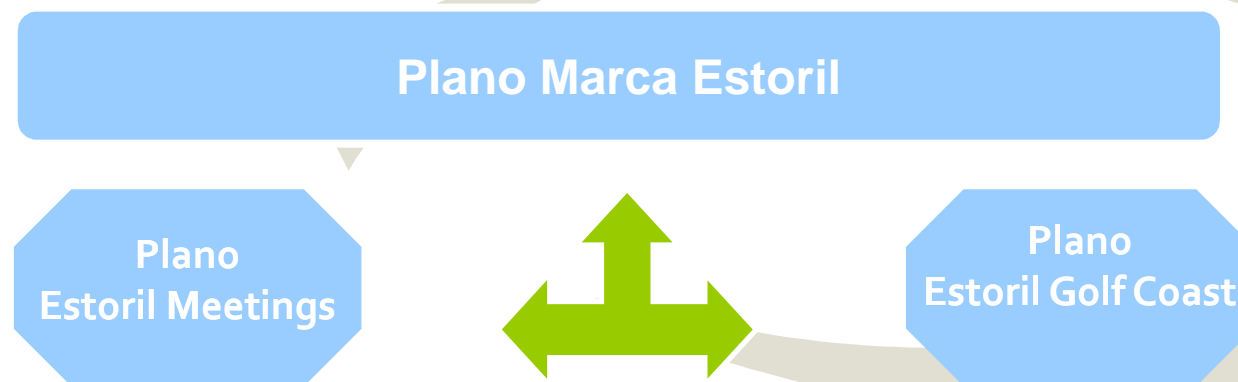 Plano Marca Estoril
Plano
Estoril Meetings
Plano
Estoril Golf Coast